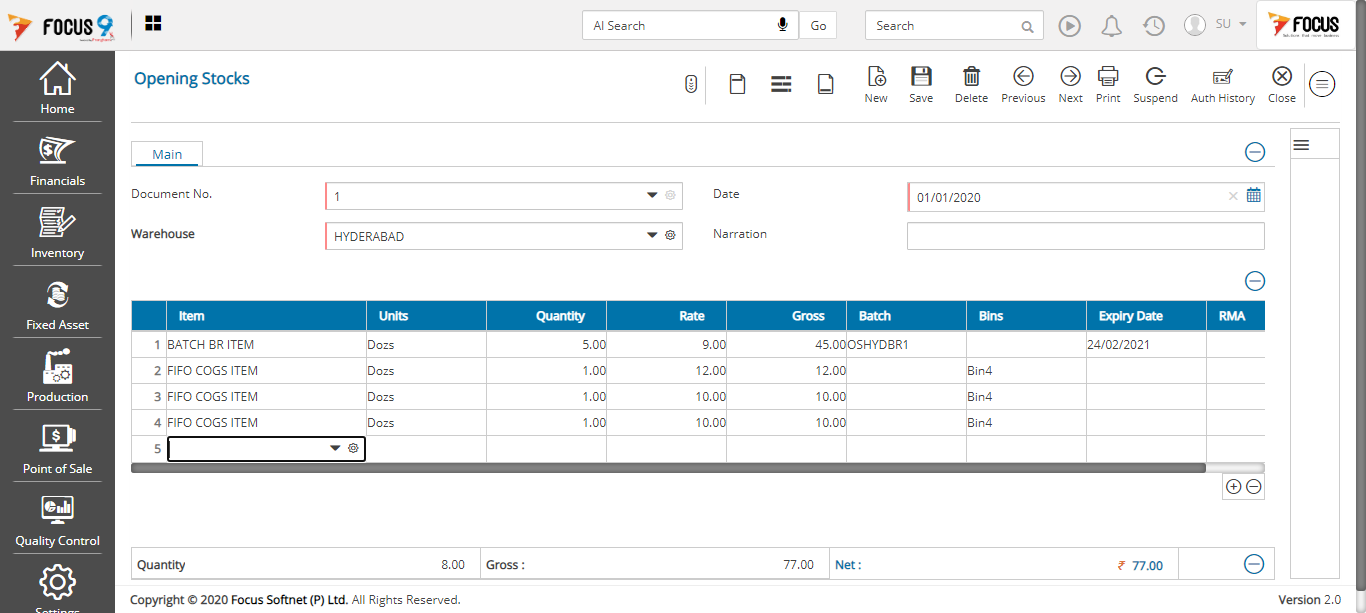 FOCUS 9
AI Search
Go
Search
SU
FOCUS
Home
Financials
Inventory
Fixed Asset
Production
Point of Sale
Quality Control
Settings
Opening Stocks
New
Save
Delete
Previous
Next
Print
Suspend
Auth History
Close
Main
Document No.
1
Date
01/01/2020
Warehouse
HYDERABAD
Narration
Item Units Quantity Rate Gross Batch Bins Expiry Date RMA
1 BATCH BR ITEM Dozs 5.00 9.00 45.00 OSHYDBR1 24/02/2021
2 FIFO COGS ITEM Dozs 1.00 12.00 12.00 Bin4
3 FIFO COGS ITEM Dozs 1.00 10.00 10.00 Bin4
4 FIFO COGS ITEM Dozs 1.00 10.00 10.00 Bin4
5
Quantity 8.00 Gross : 77.00 Net : ₹ 77.00
Copyright © 2020 Focus Softnet (P) Ltd. All Rights Reserved.
Version 2.0